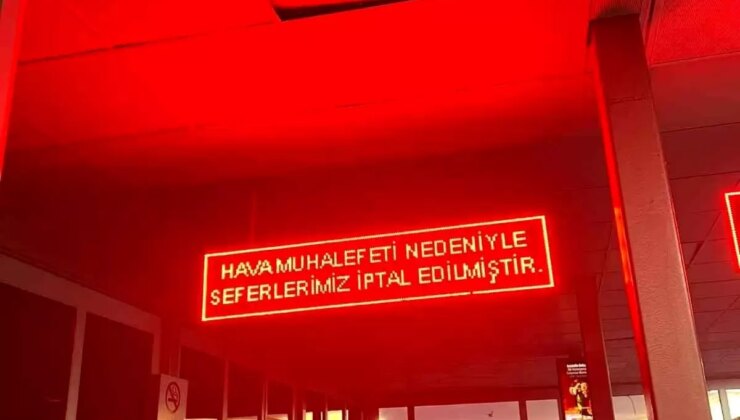 HAVA MUHALEFETİ NEDENİYLE
SEFERLERİMİZ İPTAL EDİLMİŞTİR.